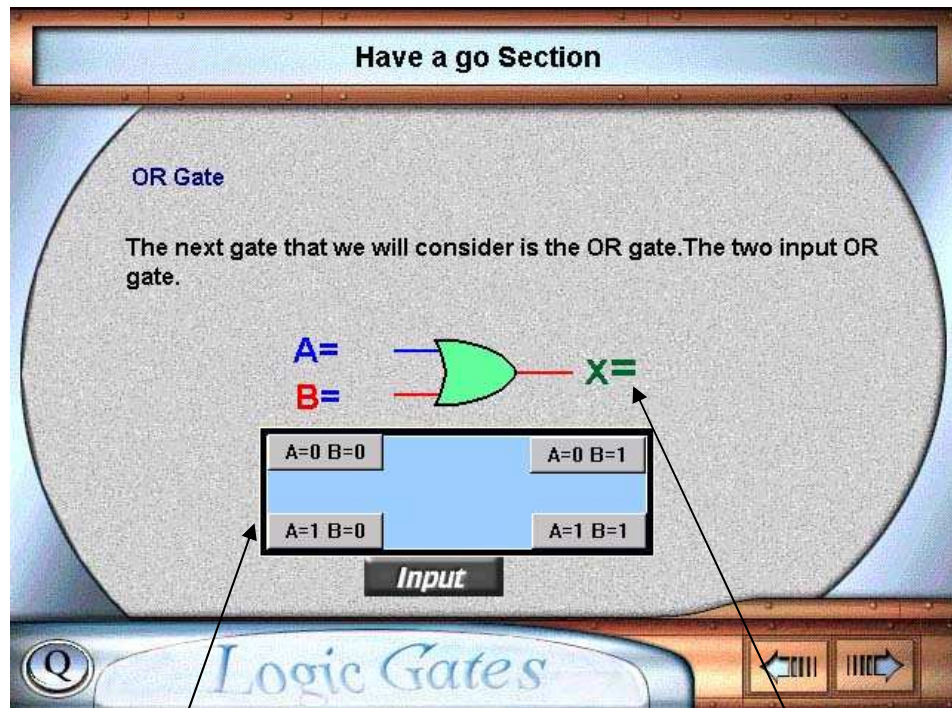 Have a go Section
OR Gate
The next gate that we will consider is the OR gate.The two input OR
gate.
A=
B=
x=
A=0 B=0
A=0 B=1
A=1 B=0
A=1 B=1
Input
Q
Logic Gates